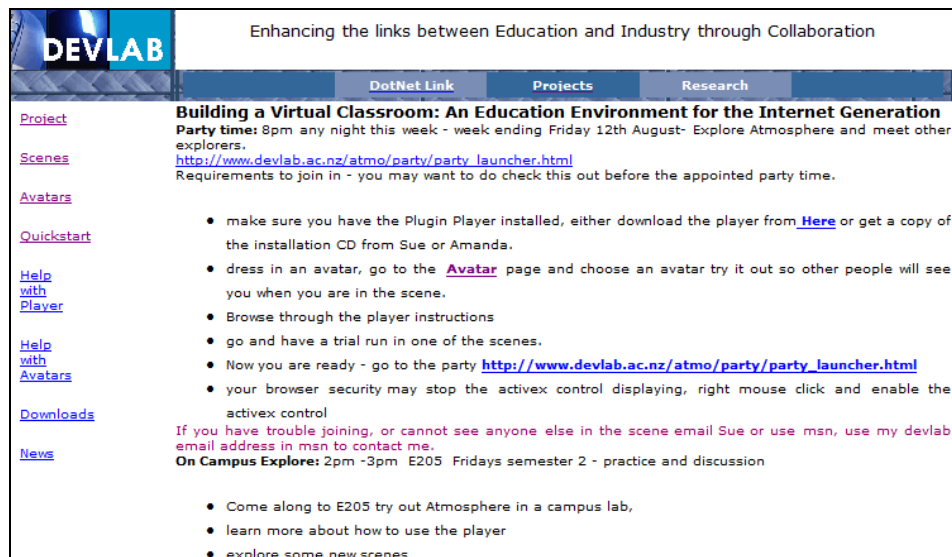 DEVLAB
Enhancing the links between Education and Industry through Collaboration
DotNet Link Projects Research
Project
Scenes
Avatars
Quickstart
Help
with
Player
Help
with
Avatars
Downloads
News
Building a Virtual Classroom: An Education Environment for the Internet Generation
Party time: 8pm any night this week - week ending Friday 12th August- Explore Atmosphere and meet other
explorers.
http://www.devlab.ac.nz/atmo/party/party_launcher.html
Requirements to join in - you may want to do check this out before the appointed party time.
• make sure you have the Plugin Player installed, either download the player from Here or get a copy of
the installation CD from Sue or Amanda.
• dress in an avatar, go to the Avatar page and choose an avatar try it out so other people will see
you when you are in the scene.
• Browse through the player instructions
• go and have a trial run in one of the scenes.
• Now you are ready - go to the party http://www.devlab.ac.nz/atmo/party/party_launcher.html
• your browser security may stop the activex control displaying, right mouse click and enable the
activex control
If you have trouble joining, or cannot see anyone else in the scene email Sue or use msn, use my devlab
email address in msn to contact me.
On Campus Explore: 2pm -3pm E205 Fridays semester 2 - practice and discussion
• Come along to E205 try out Atmosphere in a campus lab,
• learn more about how to use the player
• explore some new scenes